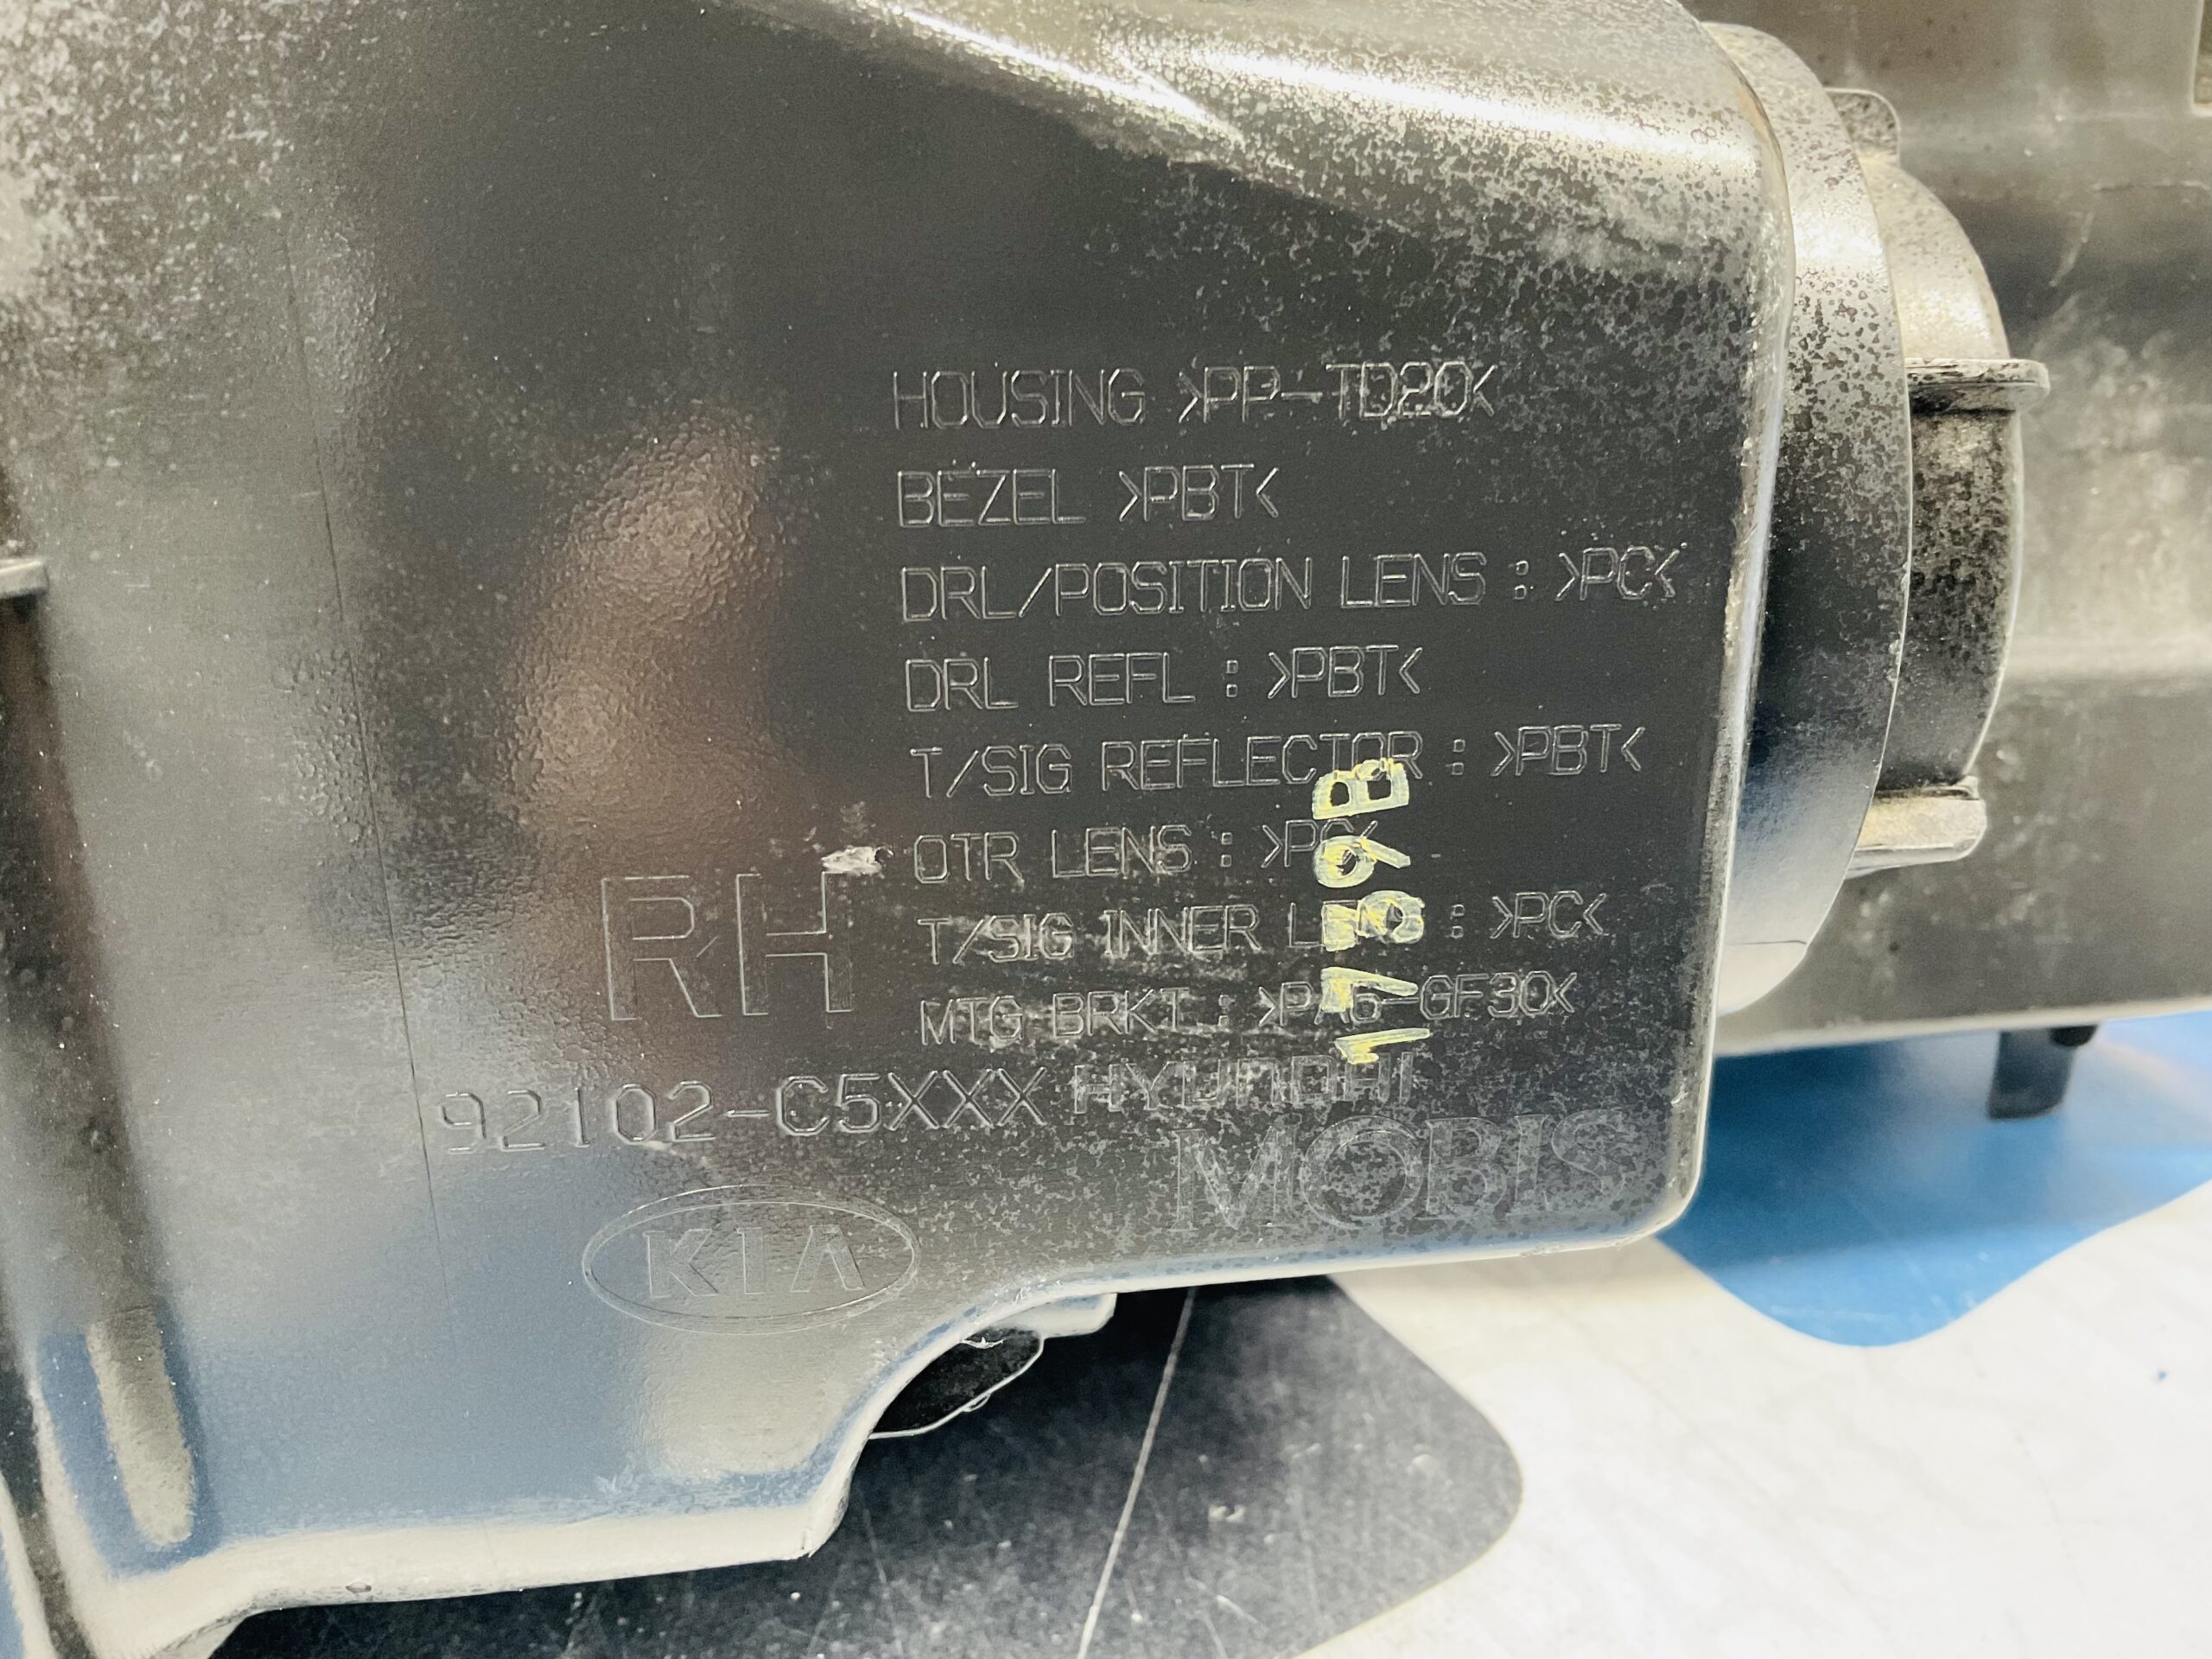 HOUSING >PP-TD20<
BEZEL >PBT<
DRL/POSITION LENS : >PC<
DRL REFL : >PBT<
T/SIG REFLECTOR : >PBT<
OTR LENS : >PC<
T/SIG INNER LENS : >PC<
MTG BRKT : >PA6-GF30<
RH
92102-C5XXX
HYUNDAI
MOBIS
KIA